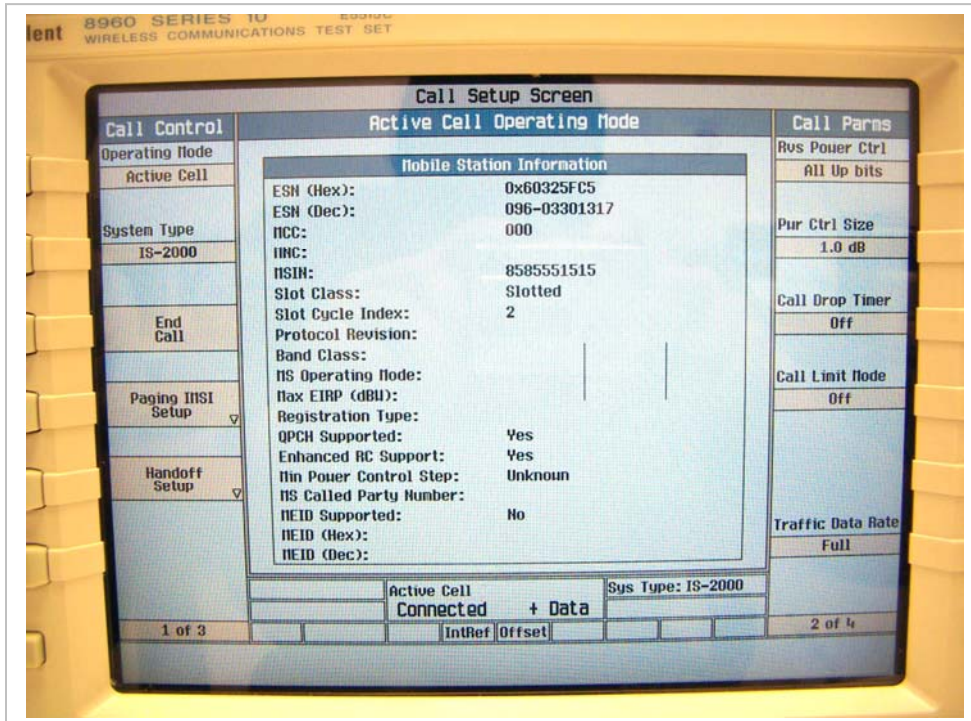 lent
8960 SERIES 10 E5515C
WIRELESS COMMUNICATIONS TEST SET
Call Setup Screen
Call Control
Operating Mode
Active Cell
System Type
IS-2000
End
Call
Paging IMSI
Setup
Handoff
Setup
1 of 3
Active Cell Operating Mode
Mobile Station Information
ESN (Hex): 0x60325FC5
ESN (Dec): 096-03301317
MCC: 000
MNC:
MSIN: 8585551515
Slot Class: Slotted
Slot Cycle Index: 2
Protocol Revision:
Band Class:
MS Operating Mode:
Max EIRP (dBW):
Registration Type:
QPCH Supported: Yes
Enhanced RC Support: Yes
Min Power Control Step: Unknown
MS Called Party Number:
MEID Supported: No
MEID (Hex):
MEID (Dec):
Active Cell
Sys Type: IS-2000
Connected + Data
IntRef Offset
Call Parms
Rvs Power Ctrl
All Up bits
Pwr Ctrl Size
1.0 dB
Call Drop Timer
Off
Call Limit Mode
Off
Traffic Data Rate
Full
2 of 4